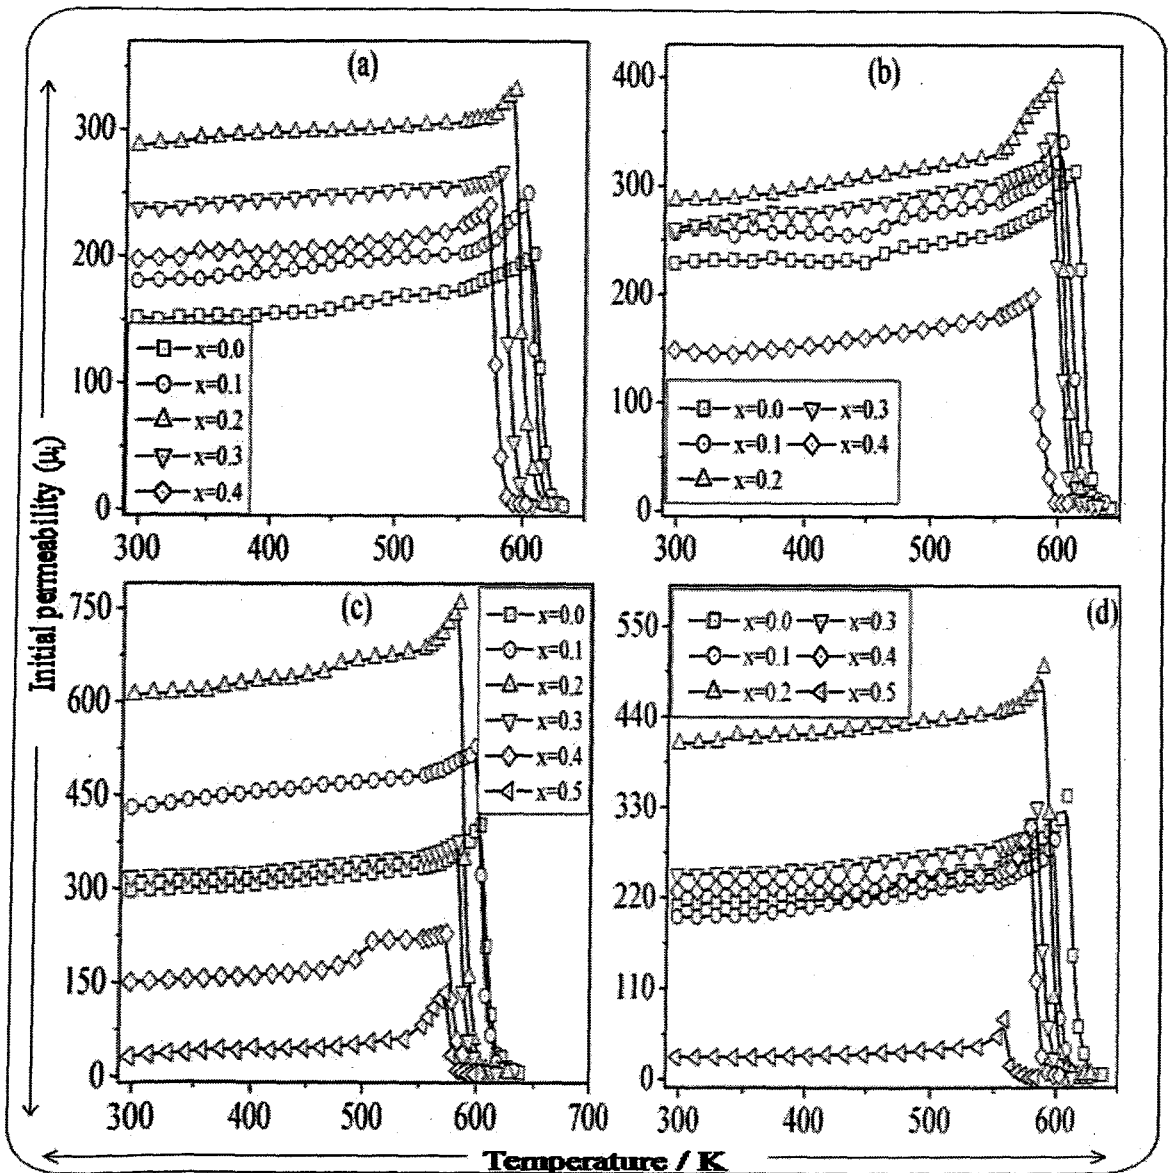 (a)
300
200
100
0
x=0.0
x=0.1
x=0.2
x=0.3
x=0.4
300 400 500 600 700
(b)
400
300
200
100
0
x=0.0 x=0.3
x=0.1 x=0.4
x=0.2
300 400 500 600
Initial permeability (μi)
(c)
750
600
450
300
150
0
x=0.0
x=0.1
x=0.2
x=0.3
x=0.4
x=0.5
300 400 500 600 700
(d)
550
440
330
220
110
0
x=0.0 x=0.3
x=0.1 x=0.4
x=0.2 x=0.5
300 400 500 600
Temperature / K